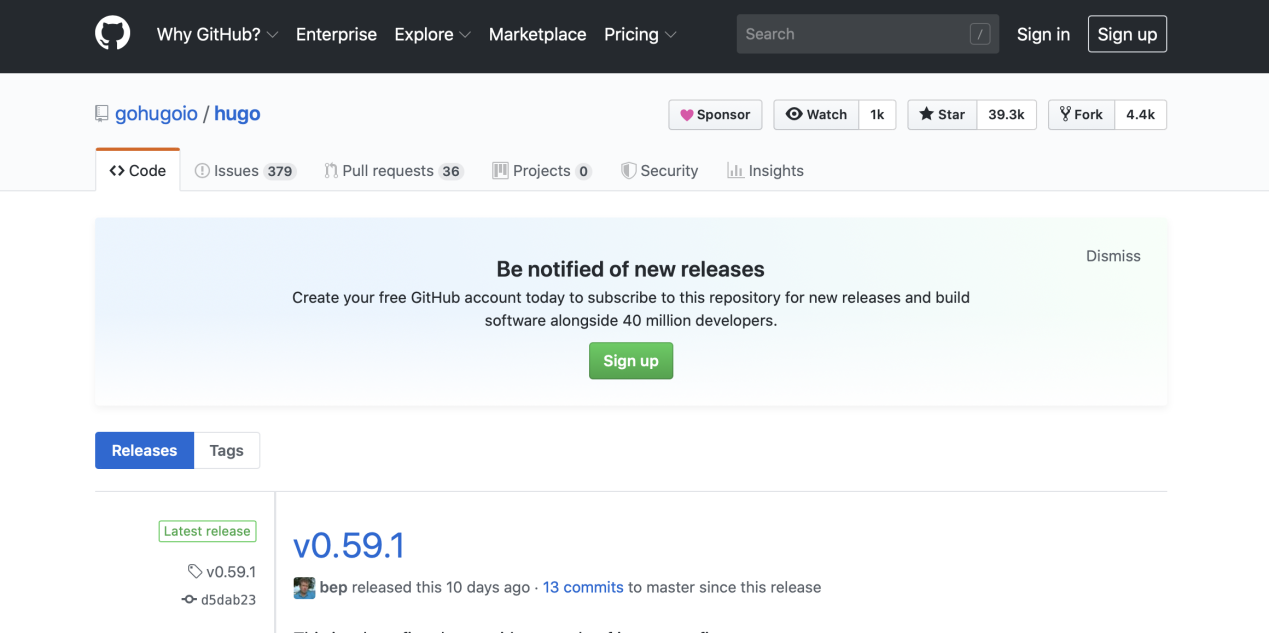 Why GitHub? Enterprise Explore Marketplace Pricing Search / Sign in Sign up
gohugoio / hugo Sponsor Watch 1k Star 39.3k Fork 4.4k
Code Issues 379 Pull requests 36 Projects 0 Security Insights
Dismiss
Be notified of new releases
Create your free GitHub account today to subscribe to this repository for new releases and build
software alongside 40 million developers.
Sign up
Releases Tags
Latest release
v0.59.1
d5dab23
v0.59.1
bep released this 10 days ago · 13 commits to master since this release